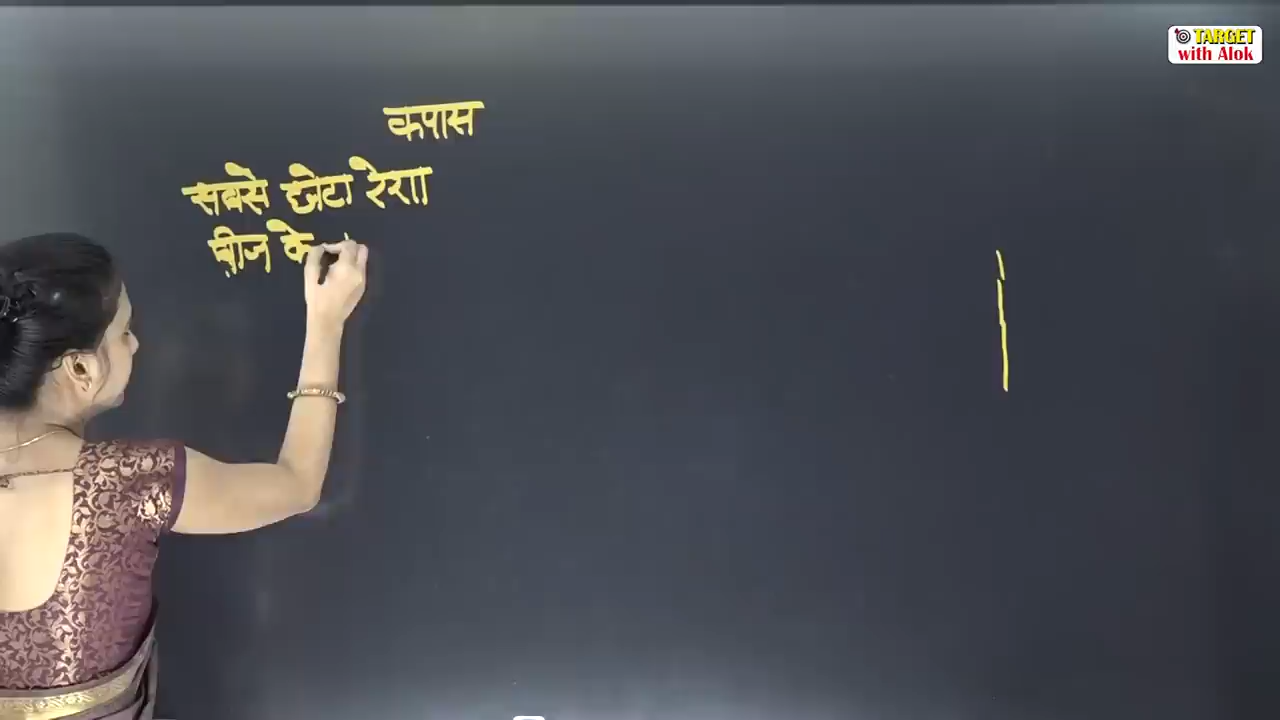 कपास
सबसे छोटा रेशा
बीज के
TARGET
with Alok